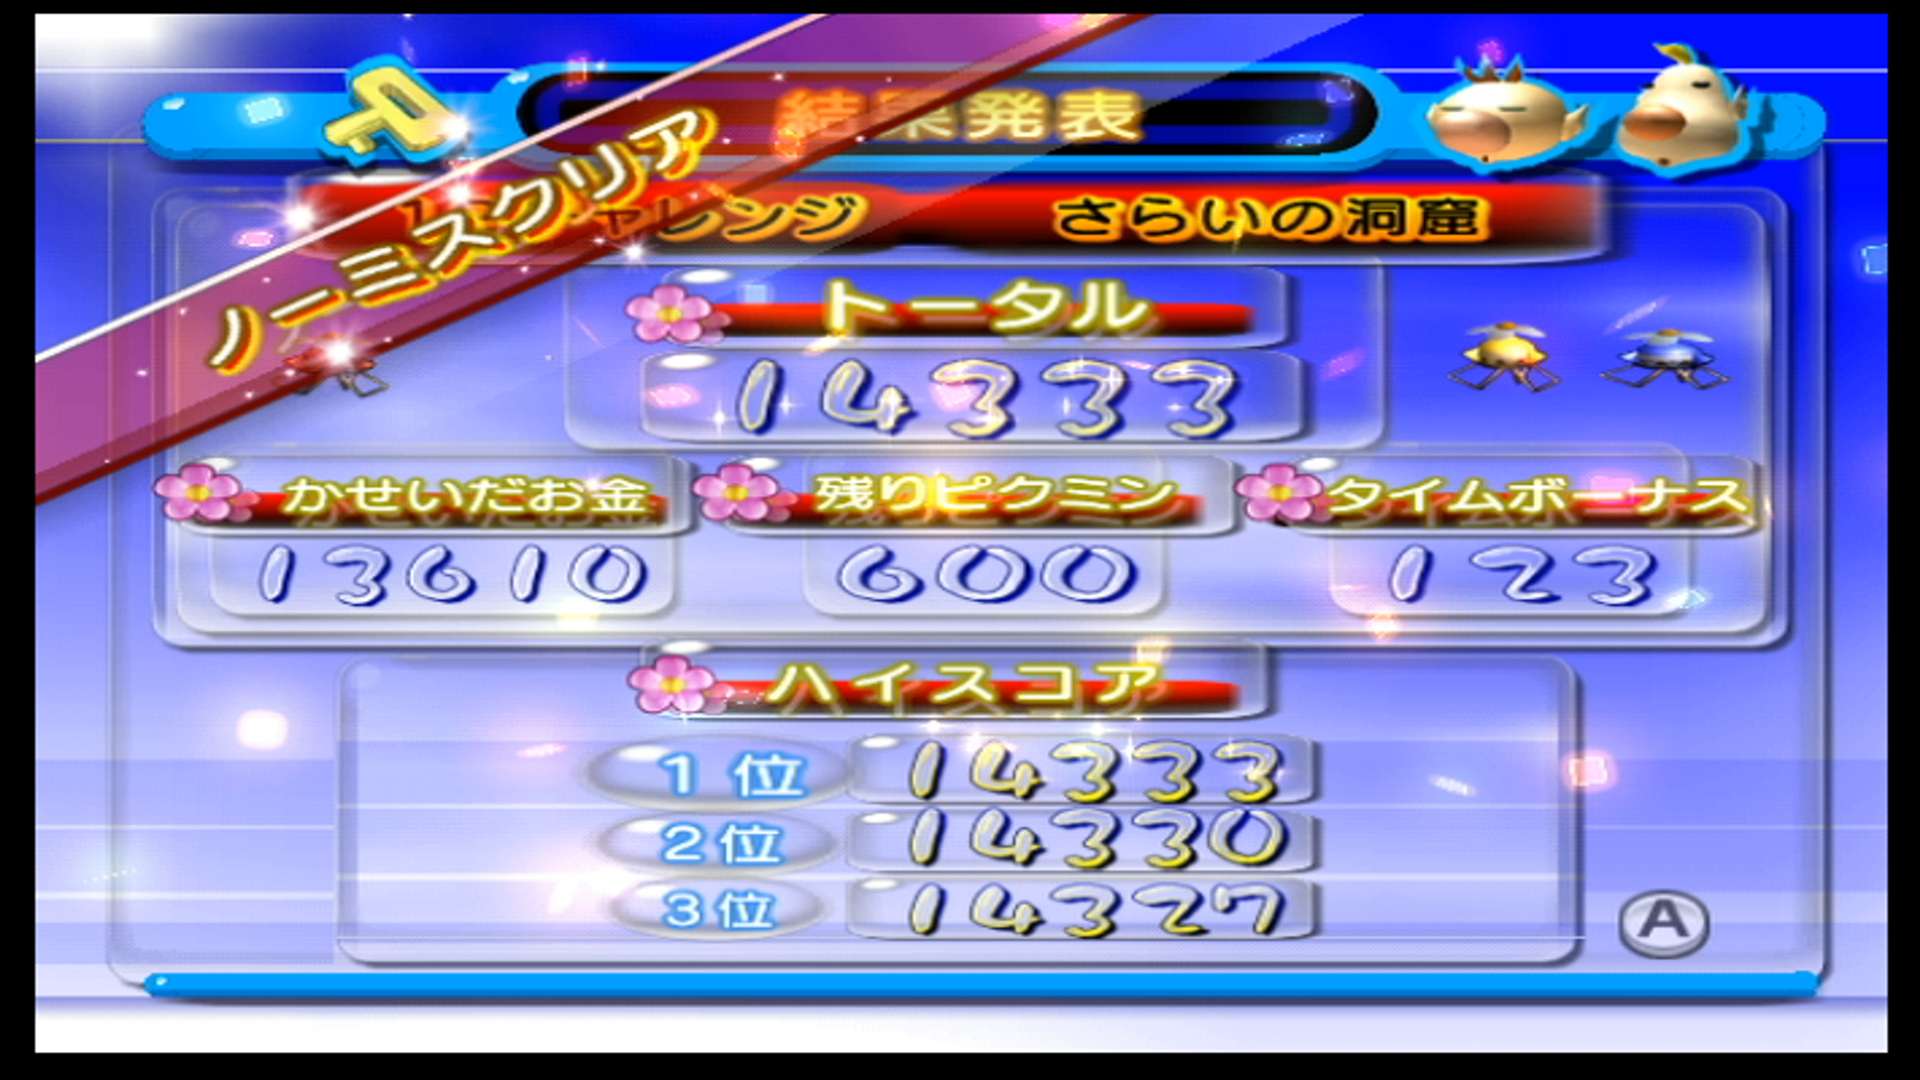 結果発表
ノーミスクリア
チャレンジ さらいの洞窟
トータル
14333
かせいだお金 残りピクミン タイムボーナス
13610 600 123
ハイスコア
1位 14333
2位 14330
3位 14327
A